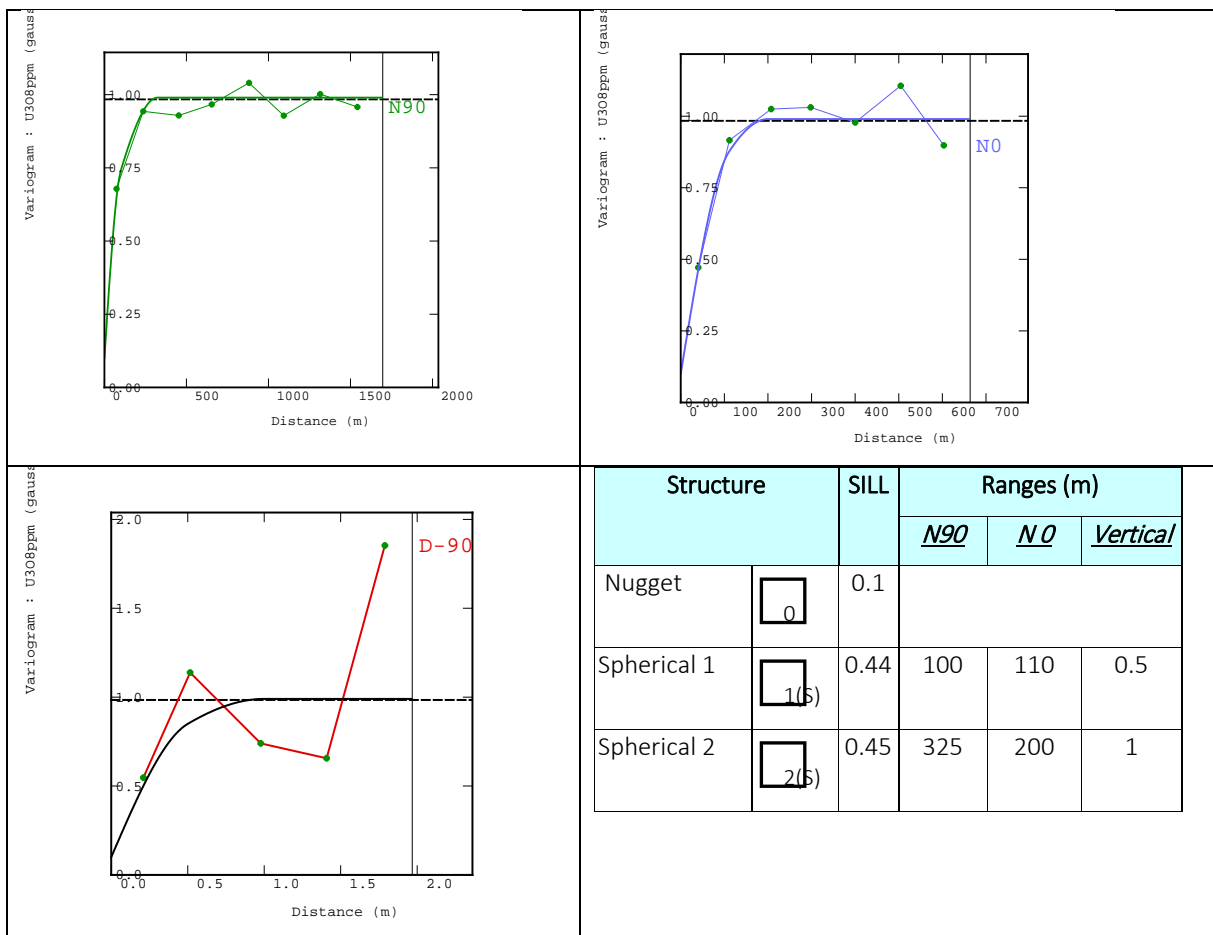 Variogram : U3O8ppm (gauss
1.00
0.75
0.50
0.25
0.00
N90
0 500 1000 1500 2000
Distance (m)
Variogram : U3O8ppm (gauss
1.00
0.75
0.50
0.25
0.00
N0
0 100 200 300 400 500 600 700
Distance (m)
Variogram : U3O8ppm (gauss
2.0
1.5
1.0
0.5
0.0
D-90
0.0 0.5 1.0 1.5 2.0
Distance (m)
Structure SILL Ranges (m)
N90 N 0 Vertical
Nugget 0 0.1
Spherical 1 1(S) 0.44 100 110 0.5
Spherical 2 2(S) 0.45 325 200 1